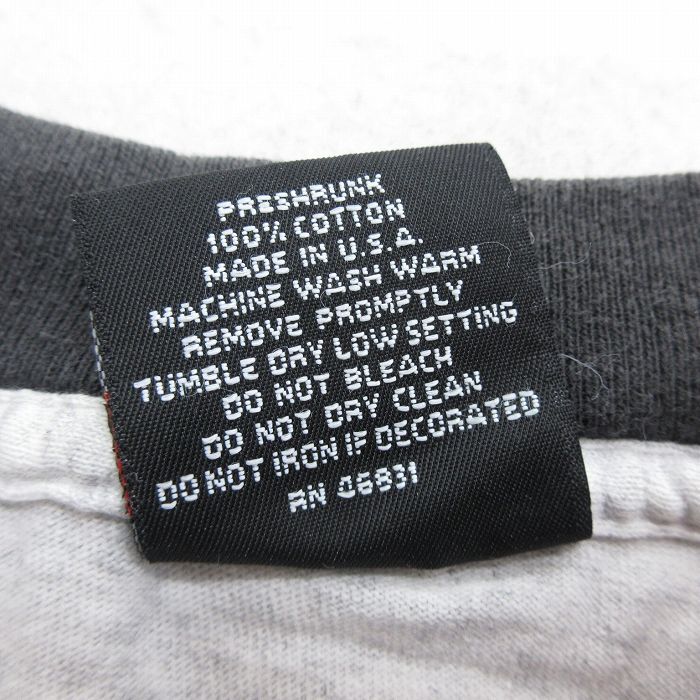 PRESHRUNK
100% COTTON
MADE IN U.S.A.
MACHINE WASH WARM
REMOVE PROMPTLY
TUMBLE DRY LOW SETTING
DO NOT BLEACH
DO NOT DRY CLEAN
DO NOT IRON IF DECORATED
RN 46831